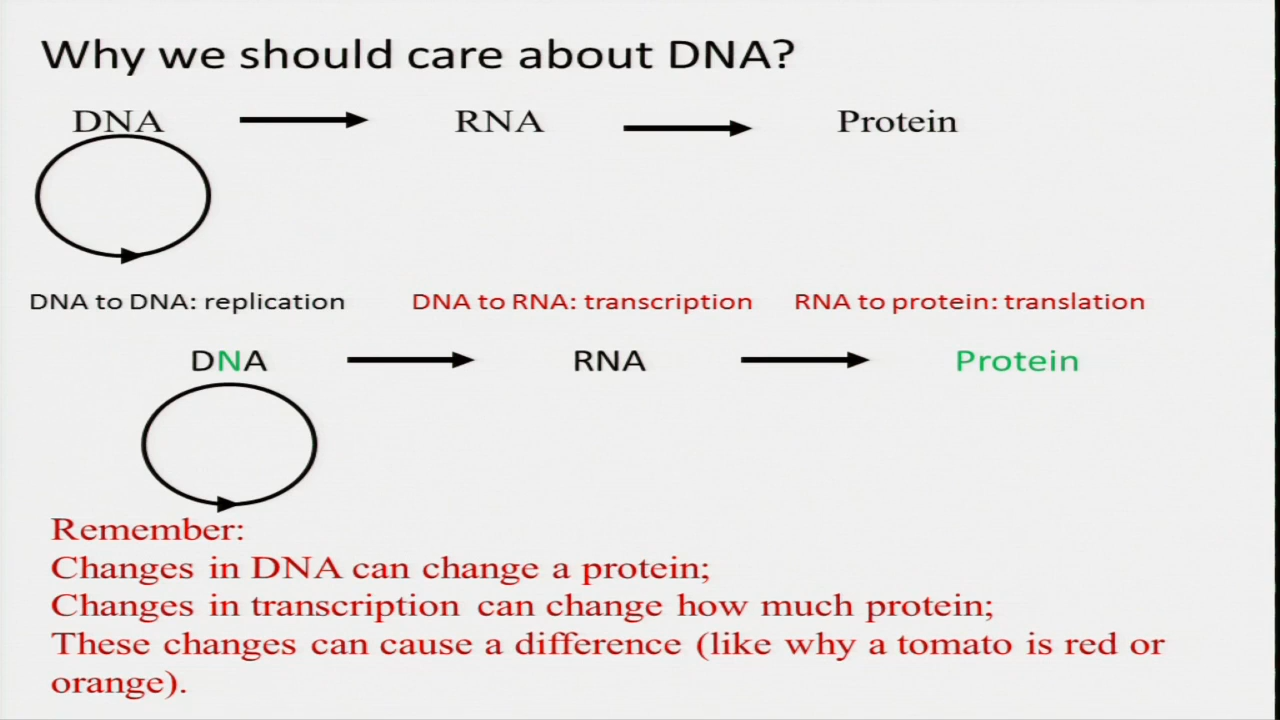 Why we should care about DNA?
DNA RNA Protein
DNA to DNA: replication DNA to RNA: transcription RNA to protein: translation
DNA RNA Protein
Remember:
Changes in DNA can change a protein;
Changes in transcription can change how much protein;
These changes can cause a difference (like why a tomato is red or
orange).